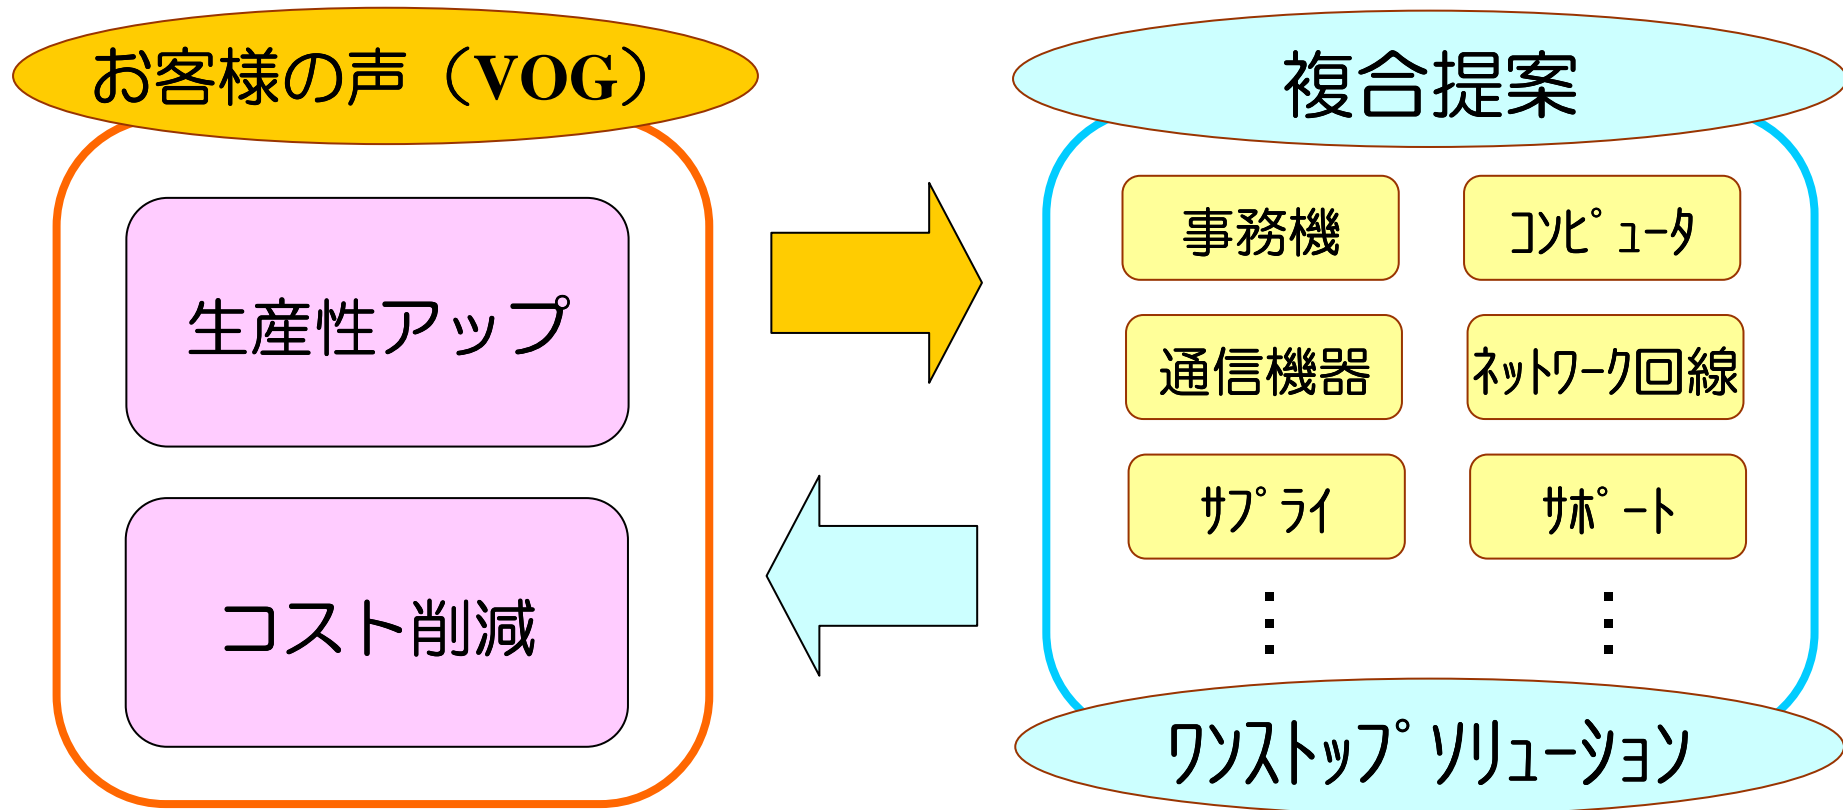 お客様の声（VOG）
生産性アップ
コスト削減
複合提案
事務機
ｺﾝﾋﾟｭｰﾀ
通信機器
ﾈｯﾄﾜｰｸ回線
ｻﾌﾟﾗｲ
ｻﾎﾟｰﾄ
ﾜﾝｽﾄｯﾌﾟｿﾘｭｰｼｮﾝ